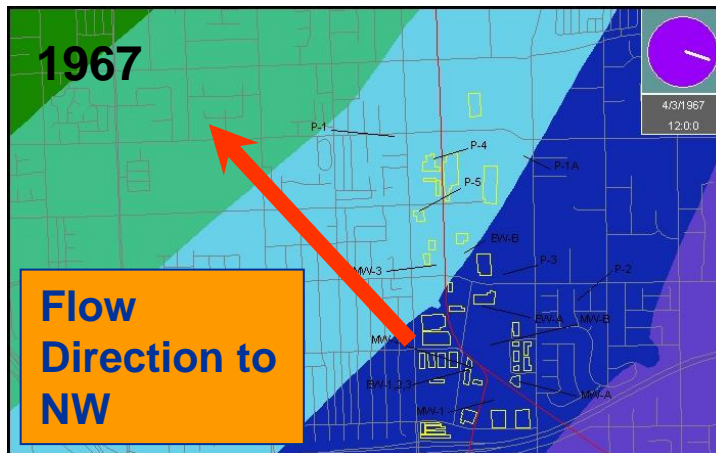 1967
4/3/1967
12:0:0
P-1
P-4
P-1A
P-5
EW-B
MW-3
P-3
P-2
EW-A
MW-B
EW-1,2,3
MW-A
MW-1
Flow
Direction to
NW